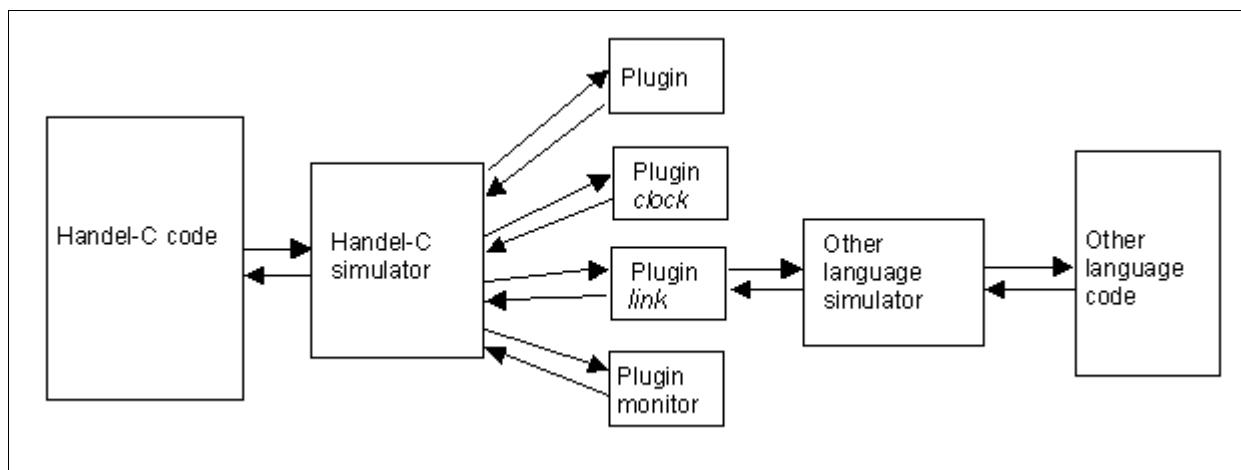 Handel-C code
Handel-C
simulator
Plugin
Plugin
clock
Plugin
link
Plugin
monitor
Other
language
simulator
Other
language
code